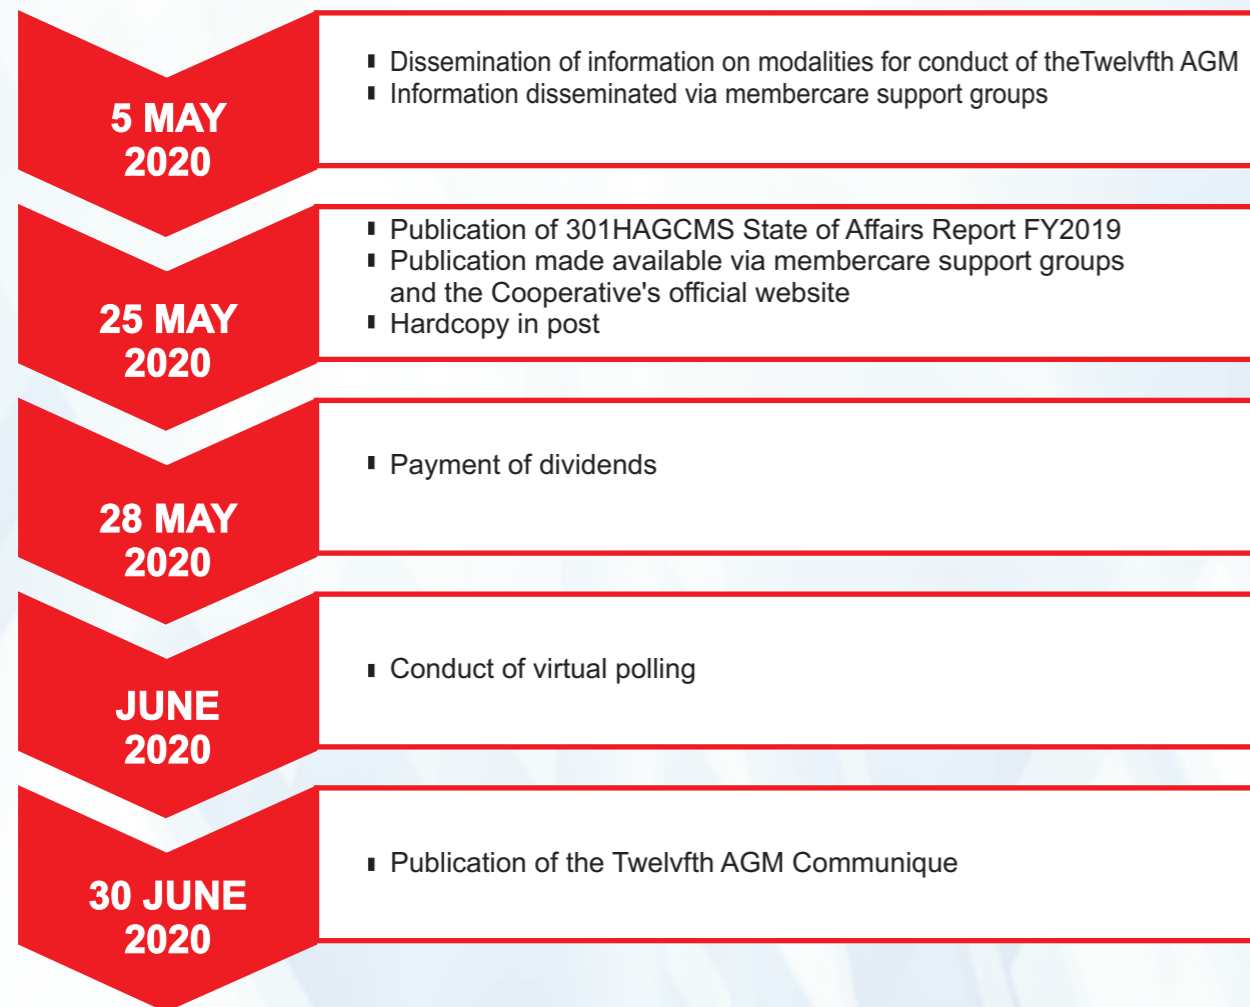 5 MAY
2020
▪ Dissemination of information on modalities for conduct of theTwelvfth AGM
▪ Information disseminated via membercare support groups
25 MAY
2020
▪ Publication of 301HAGCMS State of Affairs Report FY2019
▪ Publication made available via membercare support groups
and the Cooperative's official website
▪ Hardcopy in post
28 MAY
2020
▪ Payment of dividends
JUNE
2020
▪ Conduct of virtual polling
30 JUNE
2020
▪ Publication of the Twelvfth AGM Communique